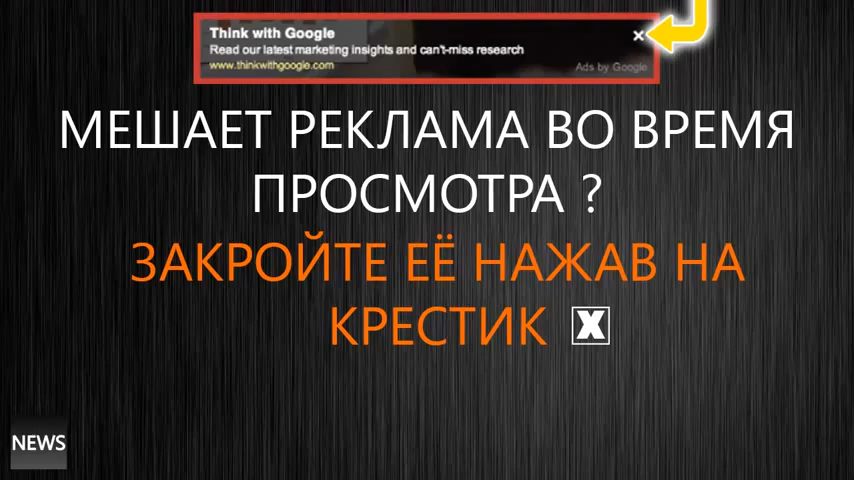 Think with Google
Read our latest marketing insights and can't-miss research
www.thinkwithgoogle.com
Ads by Google
МЕШАЕТ РЕКЛАМА ВО ВРЕМЯ
ПРОСМОТРА ?
ЗАКРОЙТЕ ЕЁ НАЖАВ НА
КРЕСТИК X
NEWS